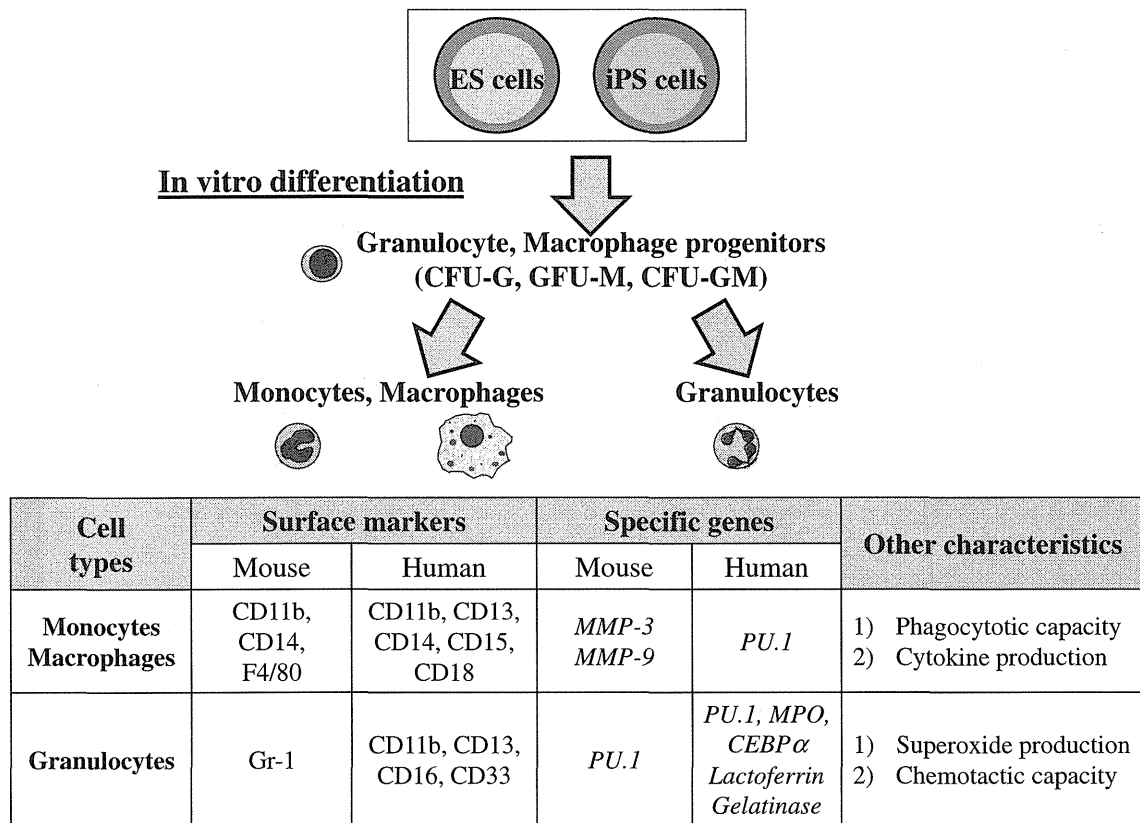 ES cells
iPS cells
In vitro differentiation
Granulocyte, Macrophage progenitors
(CFU-G, GFU-M, CFU-GM)
Monocytes, Macrophages
Granulocytes
Cell
types
Surface markers
Specific genes
Other characteristics
Mouse
Human
Mouse
Human
Monocytes
Macrophages
CD11b,
CD14,
F4/80
CD11b, CD13,
CD14, CD15,
CD18
MMP-3
MMP-9
PU.1
1) Phagocytotic capacity
2) Cytokine production
Granulocytes
Gr-1
CD11b, CD13,
CD16, CD33
PU.1
PU.1, MPO,
CEBPα
Lactoferrin
Gelatinase
1) Superoxide production
2) Chemotactic capacity